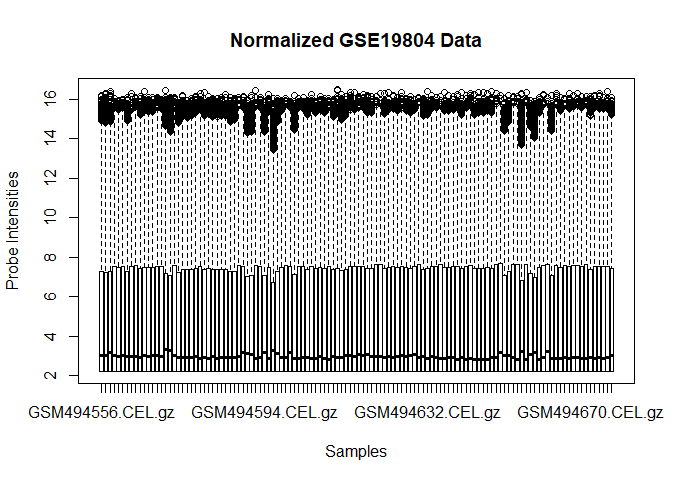 Normalized GSE19804 Data
Probe Intensities
16
14
12
10
8
6
4
2
GSM494556.CEL.gz GSM494594.CEL.gz GSM494632.CEL.gz GSM494670.CEL.gz
Samples